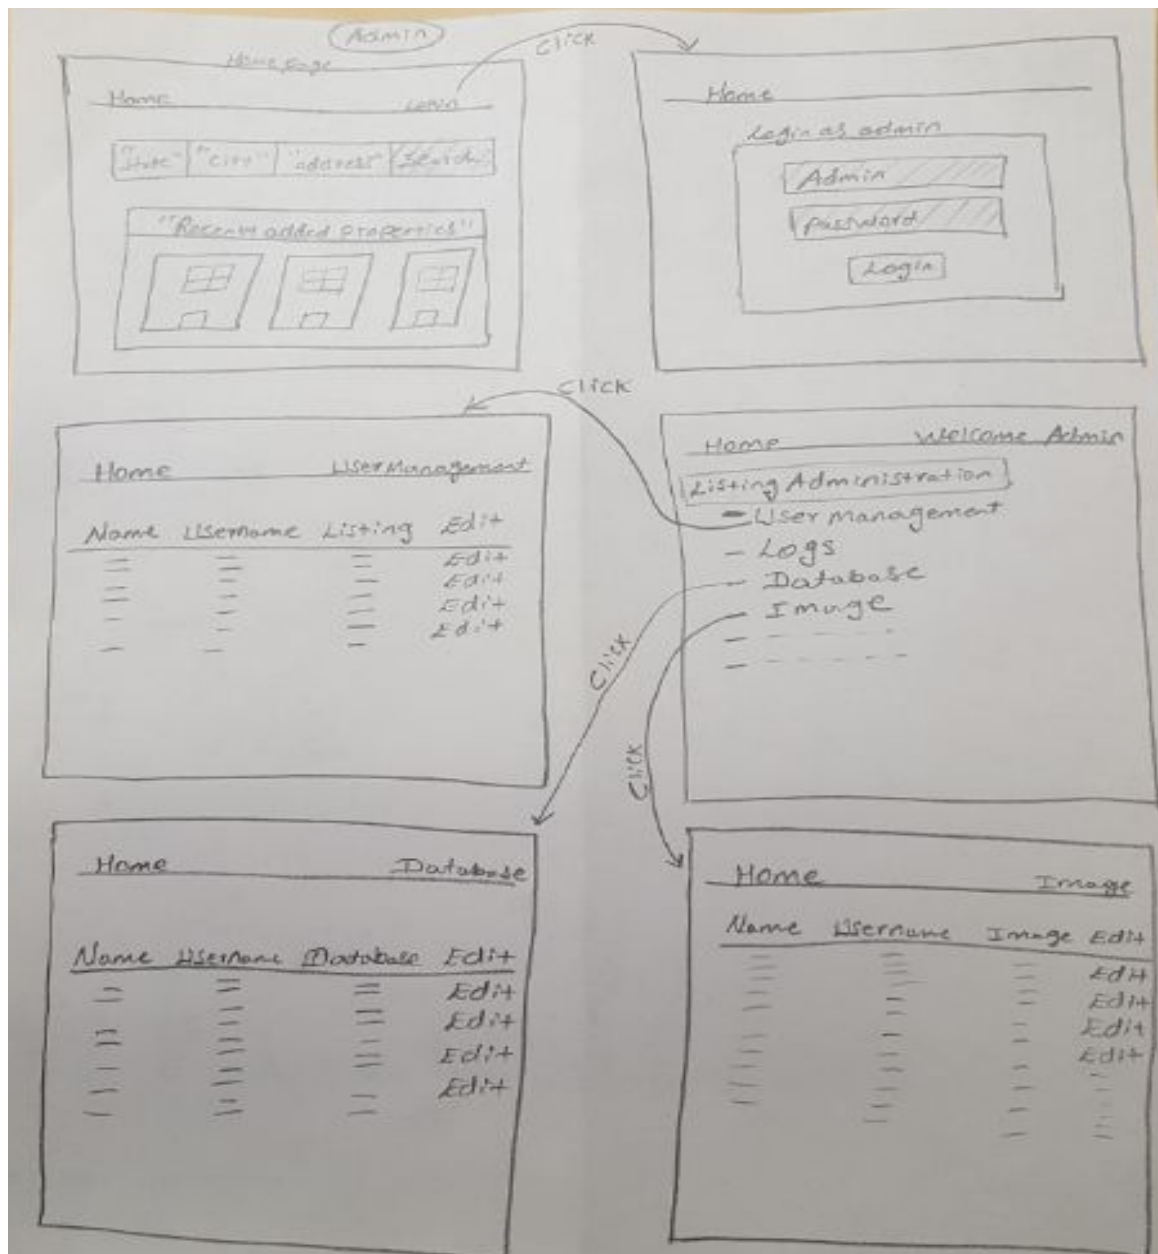 Admin
Click
Home page
Home Login
"State" "City" "address" Search
"Recently added properties"
Home
Login as admin
Admin
Password
Login
Click
Home User Management
Name Username Listing Edit
Edit
Edit
Edit
Edit
Home Welcome Admin
Listing Administration
- User management
- Logs
- Database
- Image
Click
Click
Home Database
Name Username Database Edit
Edit
Edit
Edit
Edit
Home Image
Name Username Image Edit
Edit
Edit
Edit
Edit